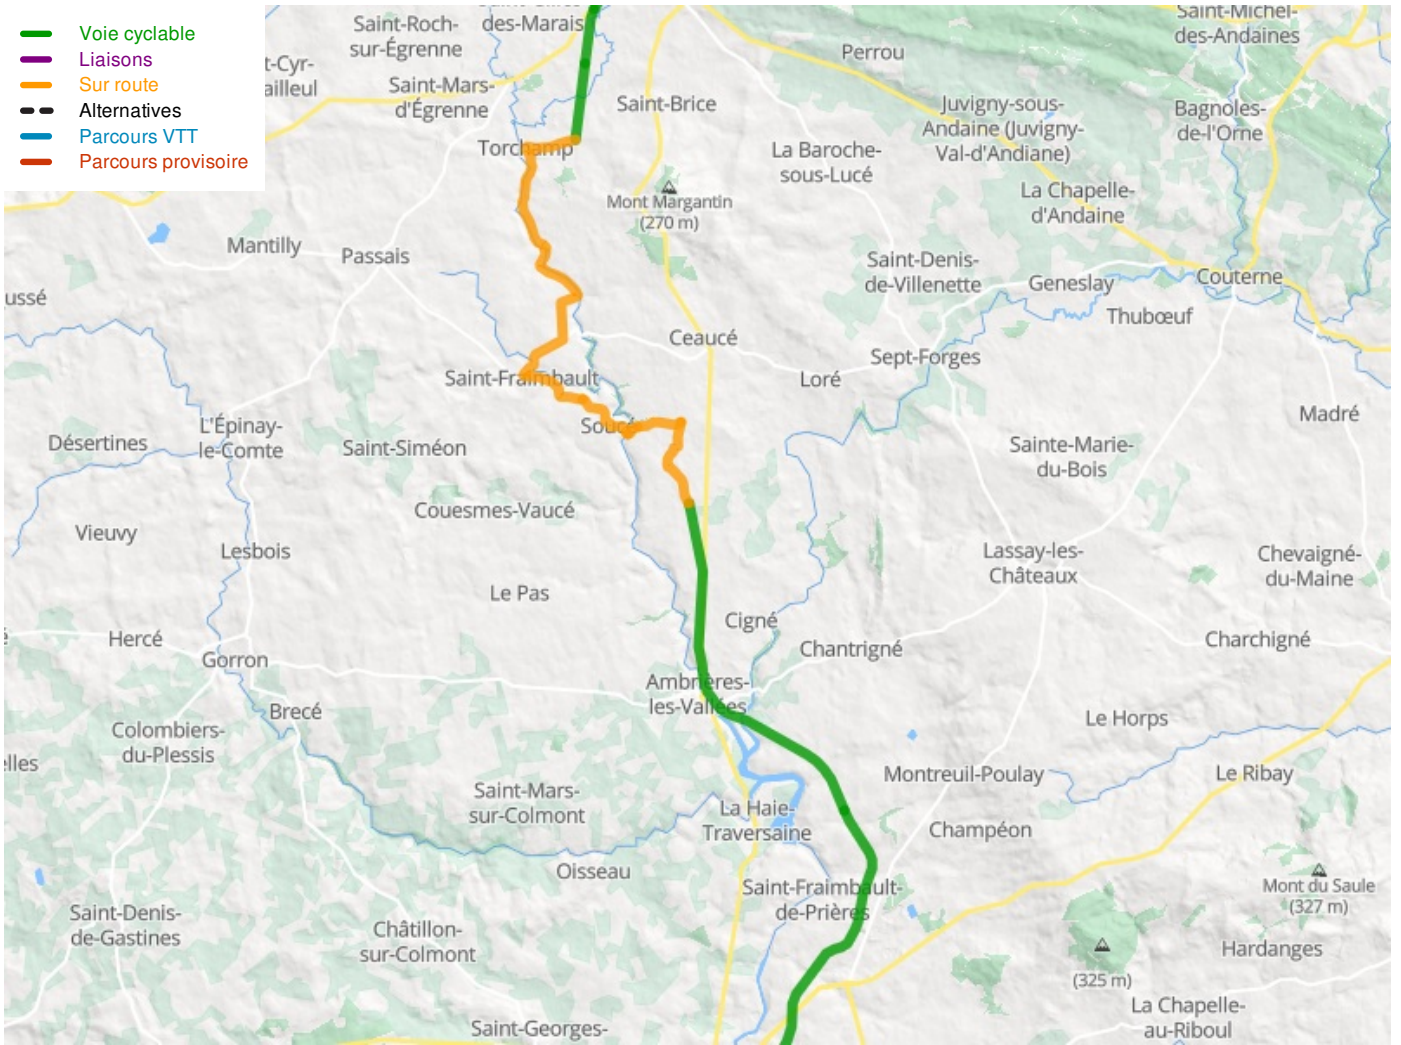 Voie cyclable
Liaisons
Sur route
Alternatives
Parcours VTT
Parcours provisoire
des-Marais
Saint-Michel-
des-Andaines
Saint-Roch-
sur-Égrenne
Perrou
t-Cyr-
ailleul
Saint-Mars-
d'Égrenne
Saint-Brice
Juvigny-sous-
Andaine (Juvigny-
Val-d'Andiane)
Bagnoles-
de-l'Orne
Torchamp
La Baroche-
sous-Lucé
Mont Margantin
(270 m)
La Chapelle-
d'Andaine
Mantilly
Passais
Saint-Denis-
de-Villenette
Geneslay
Couterne
ussé
Thubœuf
Ceaucé
Sept-Forges
Saint-Fraimbault
Loré
Madré
L'Épinay-
le-Comte
Soucé
Désertines
Saint-Siméon
Sainte-Marie-
du-Bois
Couesmes-Vaucé
Vieuvy
Lesbois
Lassay-les-
Châteaux
Chevaigné-
du-Maine
Le Pas
Cigné
Hercé
Chantrigné
Charchigné
Gorron
Ambrières-
les-Vallées
Brecé
Le Horps
Colombiers-
du-Plessis
elles
Montreuil-Poulay
Le Ribay
Saint-Mars-
sur-Colmont
La Haie-
Traversaine
Champéon
Oisseau
Saint-Fraimbault-
de-Prières
Mont du Saule
(327 m)
Saint-Denis-
de-Gastines
Châtillon-
sur-Colmont
Hardanges
(325 m)
La Chapelle-
au-Riboul
Saint-Georges-